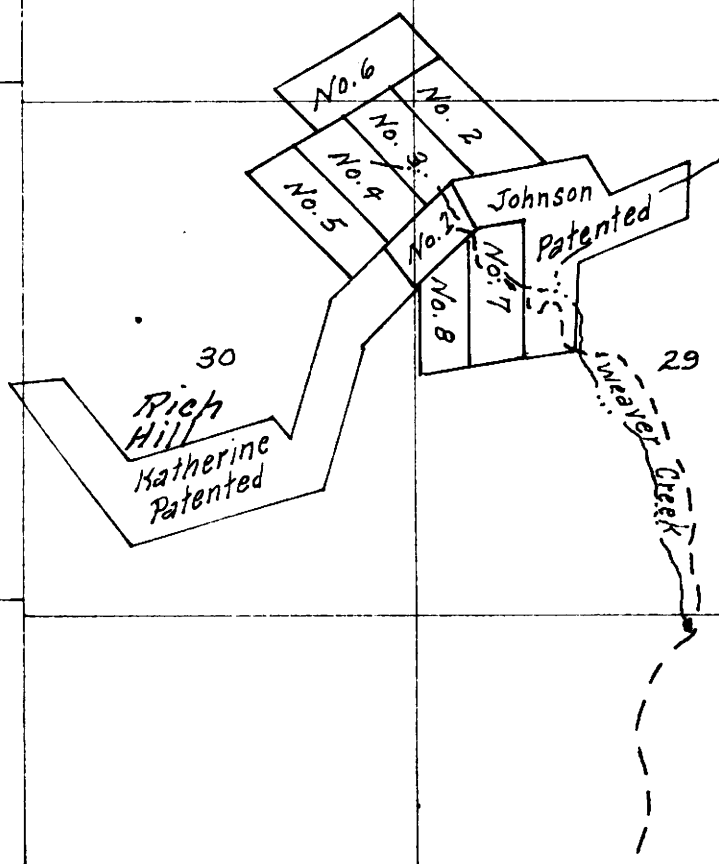 No. 6
No. 2
No. 3
No. 4
No. 5
Johnson
Patented
No. 2
No. 7
No. 8
30
29
Rich
Hill
Katherine
Patented
Weaver Creek